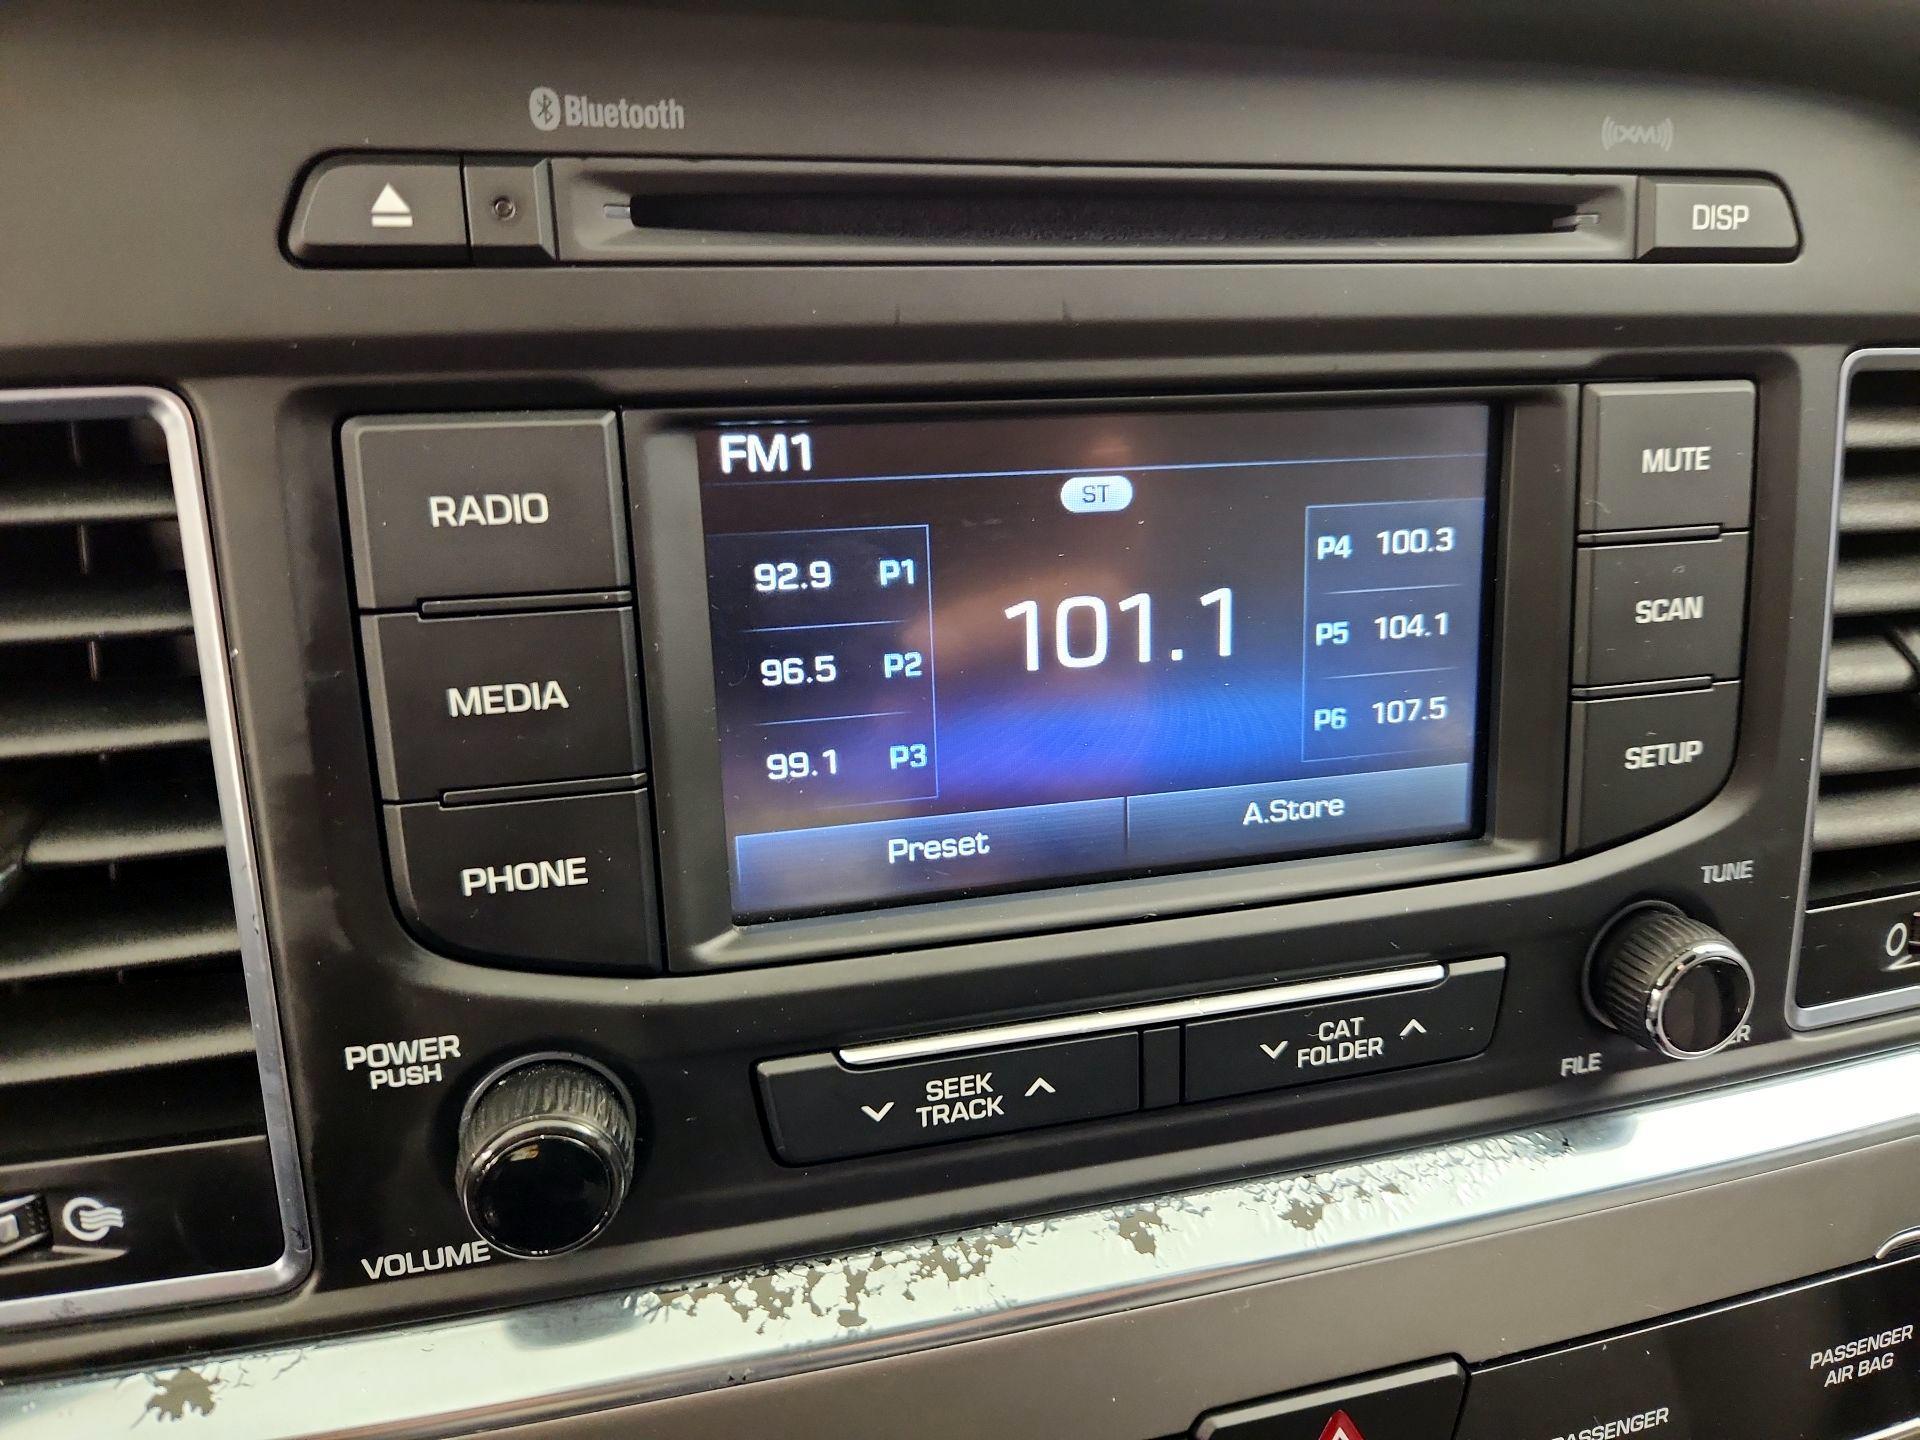 Bluetooth
((XM))
DISP
RADIO
MEDIA
PHONE
FM1
ST
92.9 P1
96.5 P2
99.1 P3
101.1
P4 100.3
P5 104.1
P6 107.5
Preset
A.Store
MUTE
SCAN
SETUP
TUNE
FILE
POWER
PUSH
VOLUME
SEEK
TRACK
CAT
FOLDER
PASSENGER
AIR BAG
PASSENGER